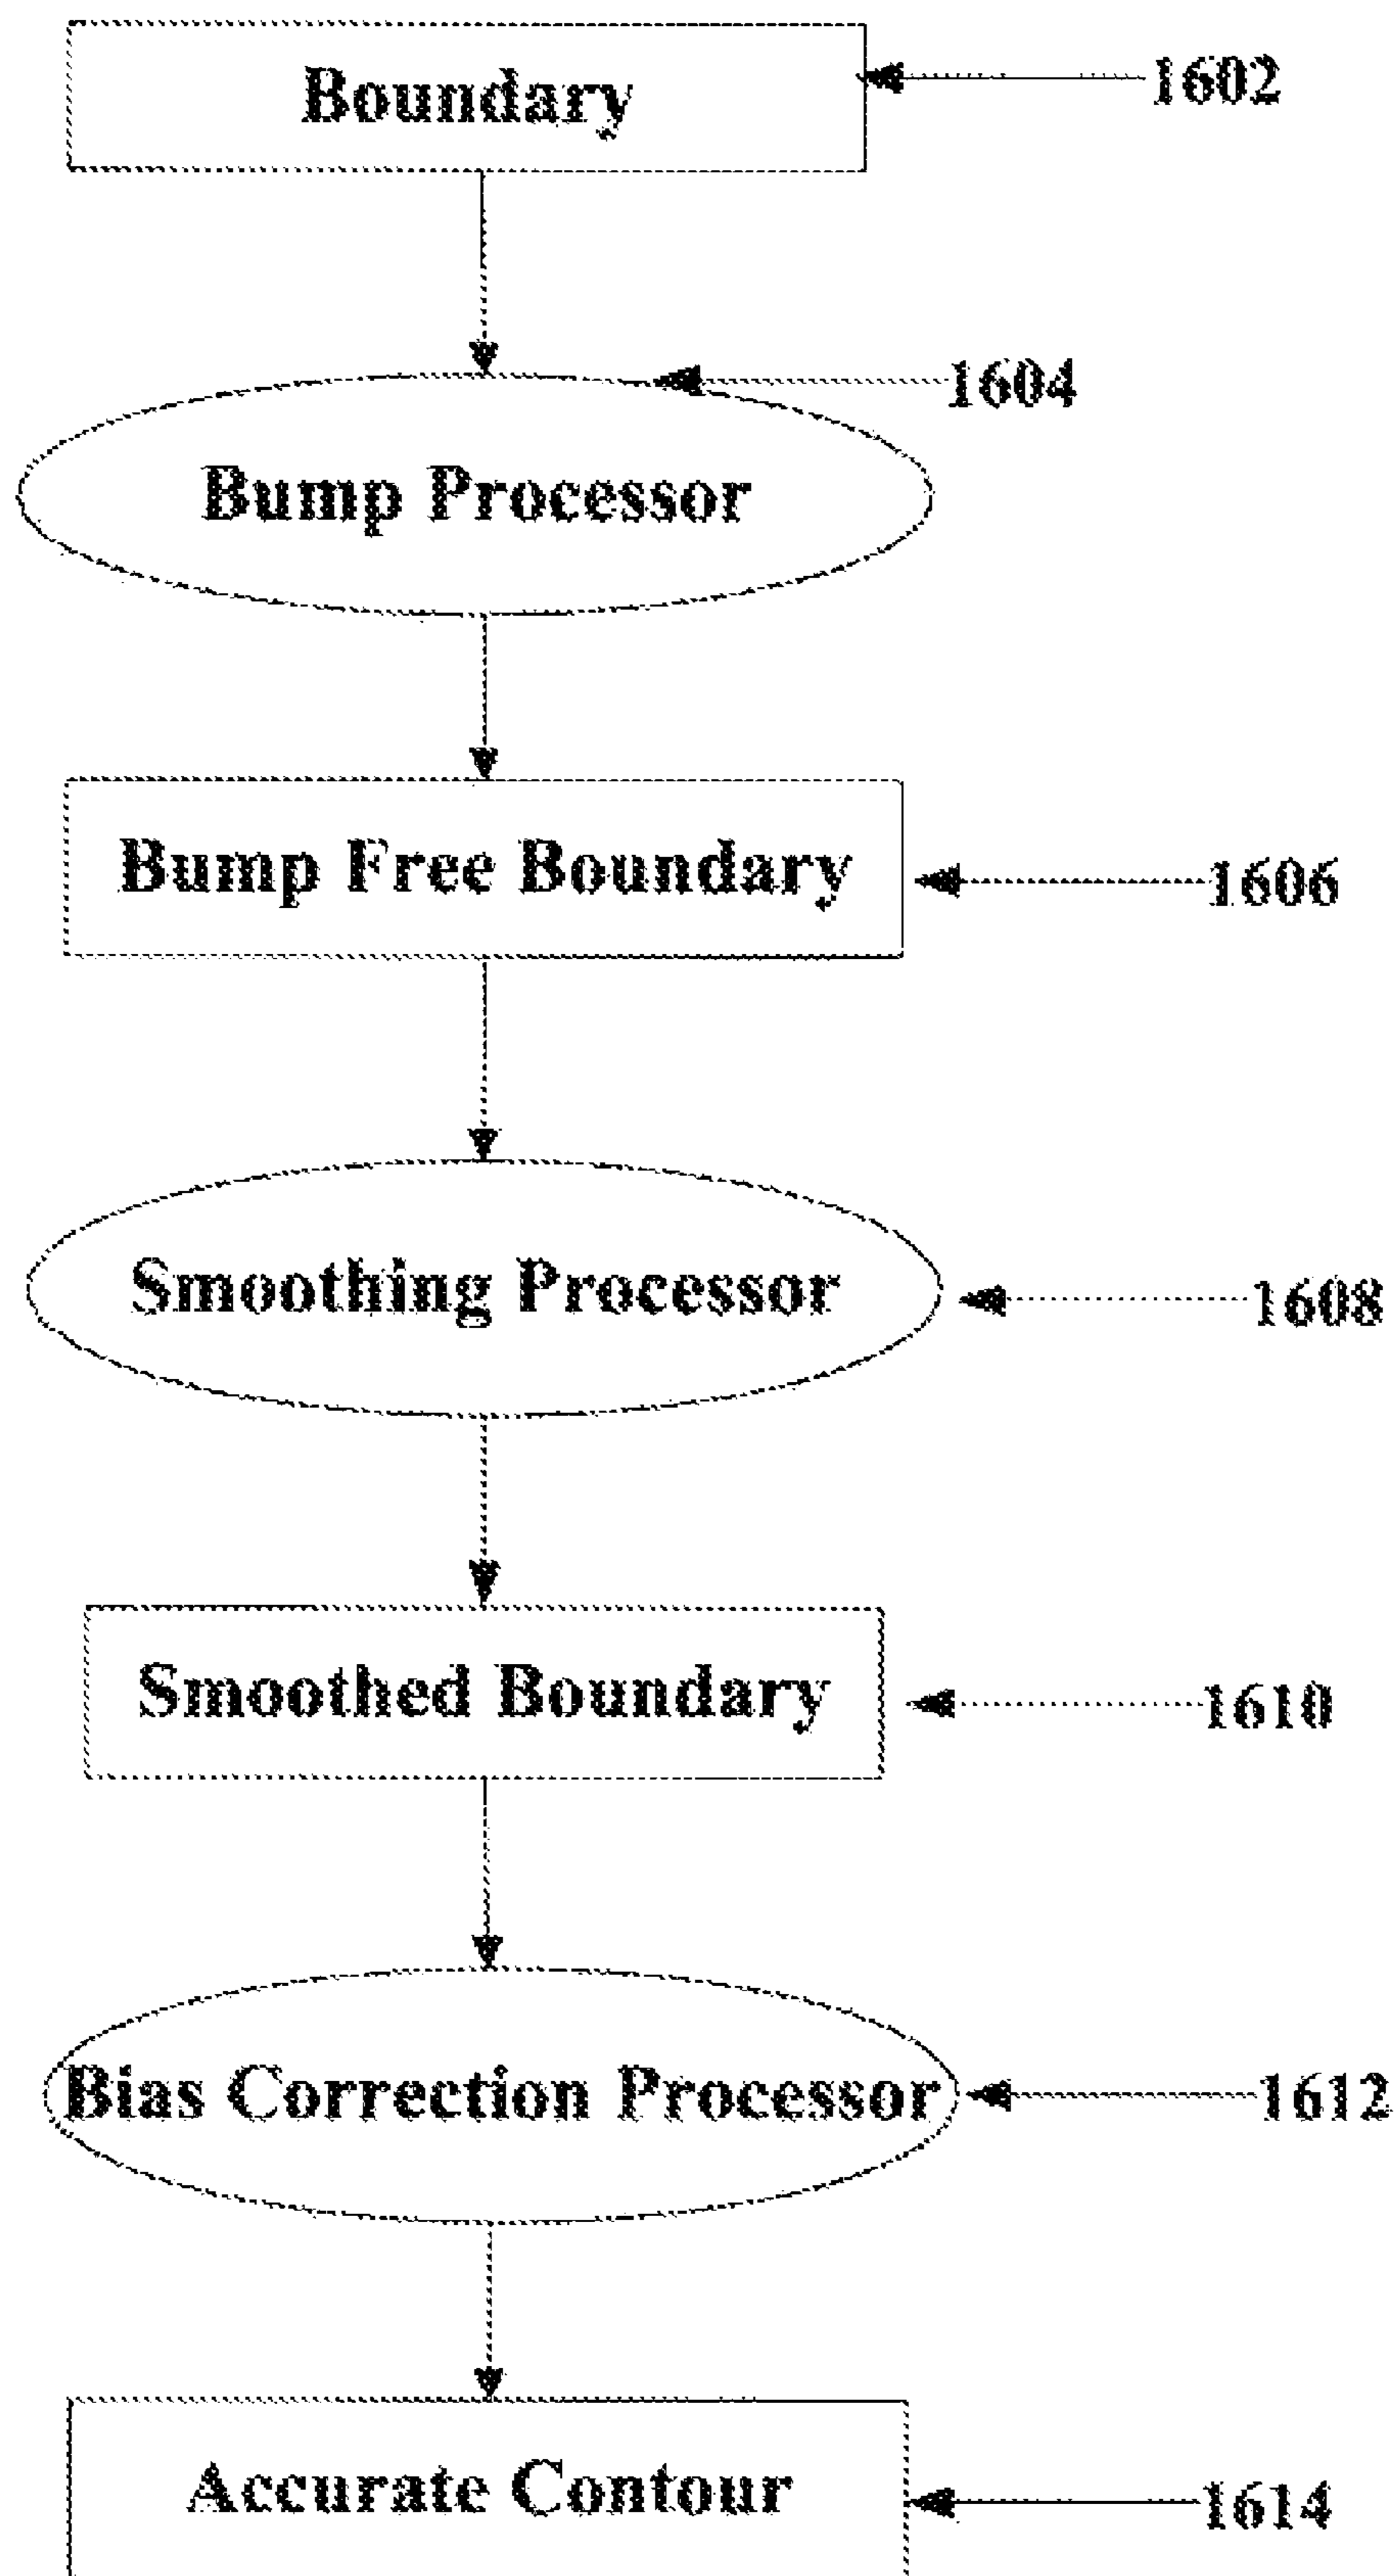 Boundary
1602
1604
Bump Processor
Bump Free Boundary
1606
Smoothing Processor
1608
Smoothed Boundary
1610
Bias Correction Processor
1612
Accurate Contour
1614